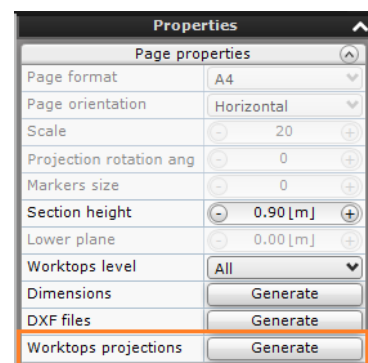 Properties
Page properties
Page format A4
Page orientation Horizontal
Scale - 20 +
Projection rotation ang - 0 +
Markers size - 0 +
Section height - 0.90[m] +
Lower plane - 0.00[m] +
Worktops level All
Dimensions Generate
DXF files Generate
Worktops projections Generate